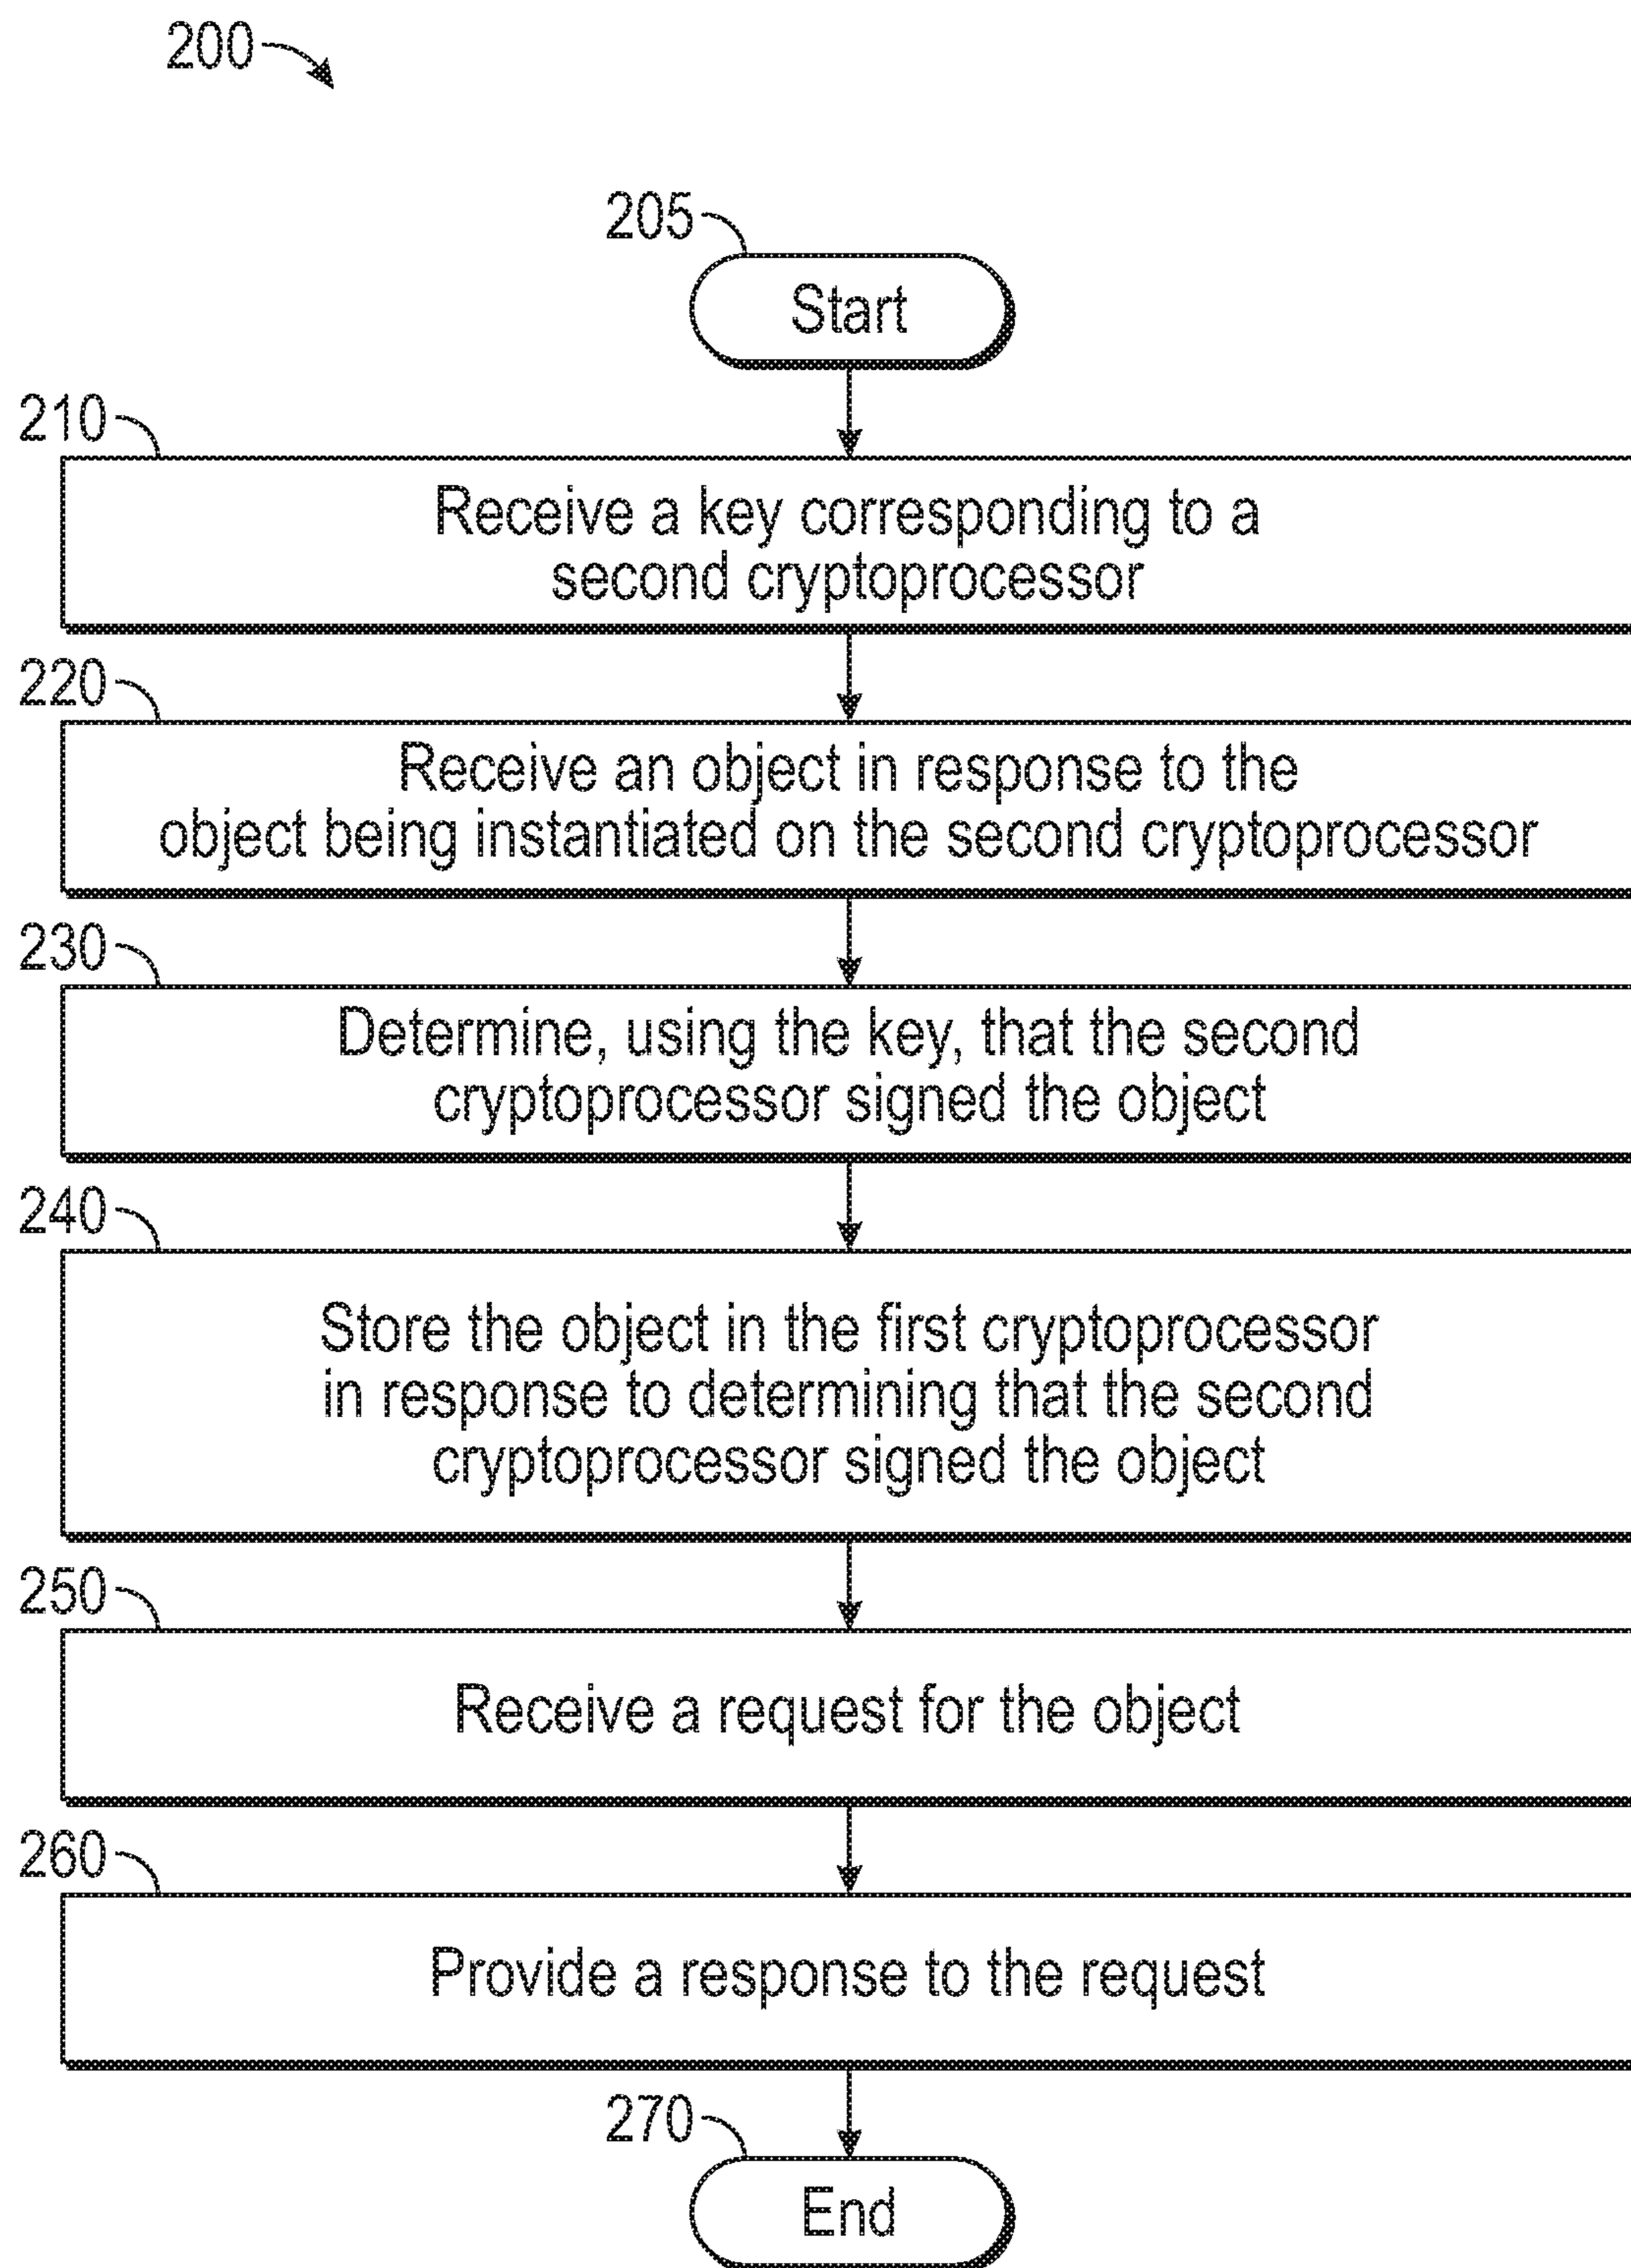 200
205
Start
210
Receive a key corresponding to a
second cryptoprocessor
220
Receive an object in response to the
object being instantiated on the second cryptoprocessor
230
Determine, using the key, that the second
cryptoprocessor signed the object
240
Store the object in the first cryptoprocessor
in response to determining that the second
cryptoprocessor signed the object
250
Receive a request for the object
260
Provide a response to the request
270
End